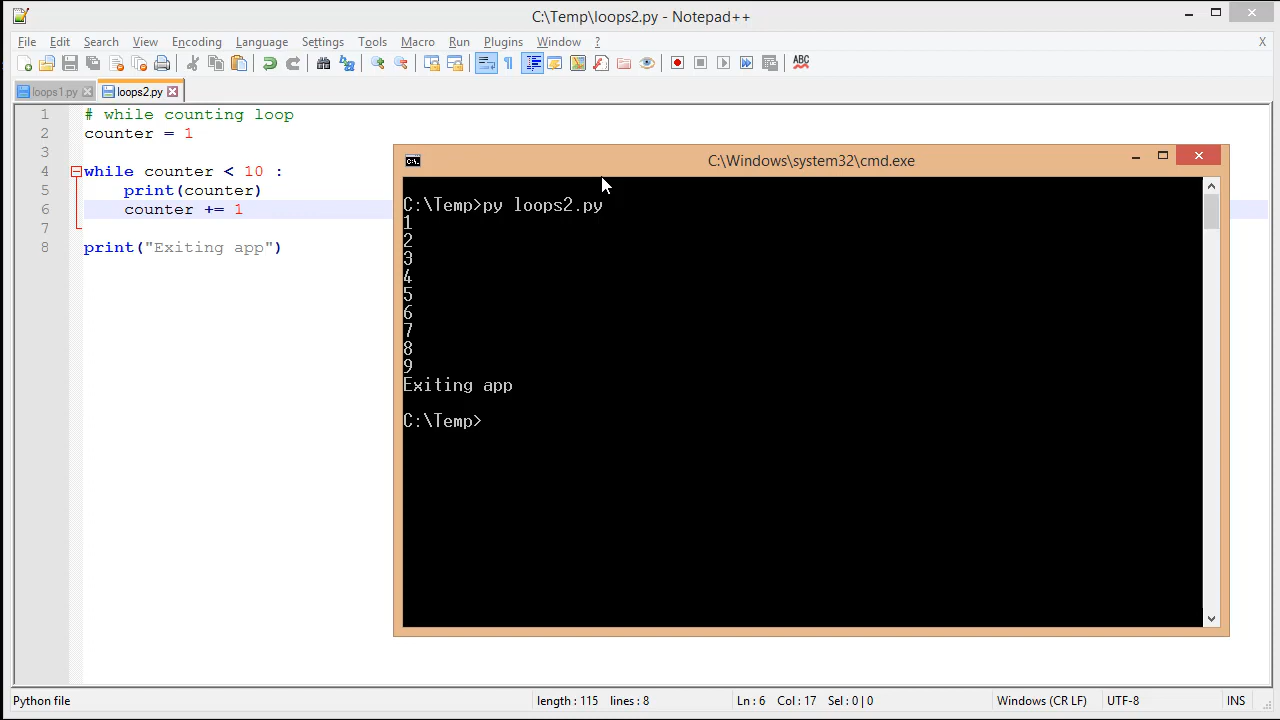 C:\Temp\loops2.py - Notepad++
File Edit Search View Encoding Language Settings Tools Macro Run Plugins Window ? X
ABC
loops1.py loops2.py
1 # while counting loop
2 counter = 1
3
4 while counter < 10 :
5 print(counter)
6 counter += 1
7
8 print("Exiting app")
C:\Windows\system32\cmd.exe
C:\Temp>py loops2.py
1
2
3
4
5
6
7
8
9
Exiting app
C:\Temp>
Python file length : 115 lines : 8 Ln : 6 Col : 17 Sel : 0 | 0 Windows (CR LF) UTF-8 INS